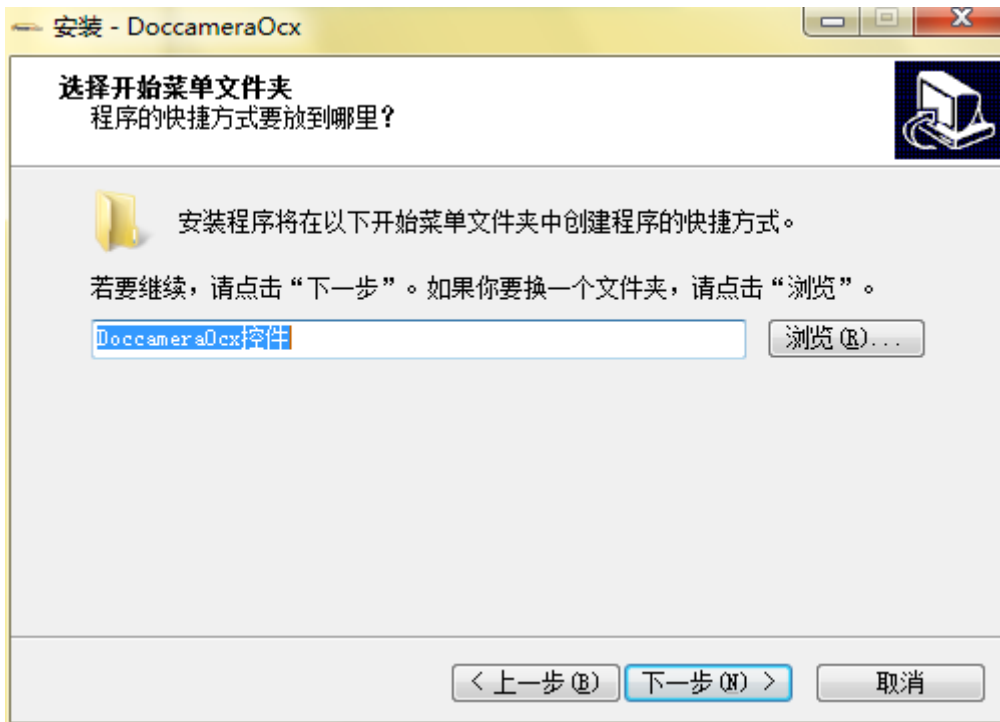 安装 - DoccameraOcx
选择开始菜单文件夹
程序的快捷方式要放到哪里?
安装程序将在以下开始菜单文件夹中创建程序的快捷方式。
若要继续，请点击“下一步”。如果你要换一个文件夹，请点击“浏览”。
DoccameraOcx控件
浏览(R)...
< 上一步(B)
下一步(N) >
取消